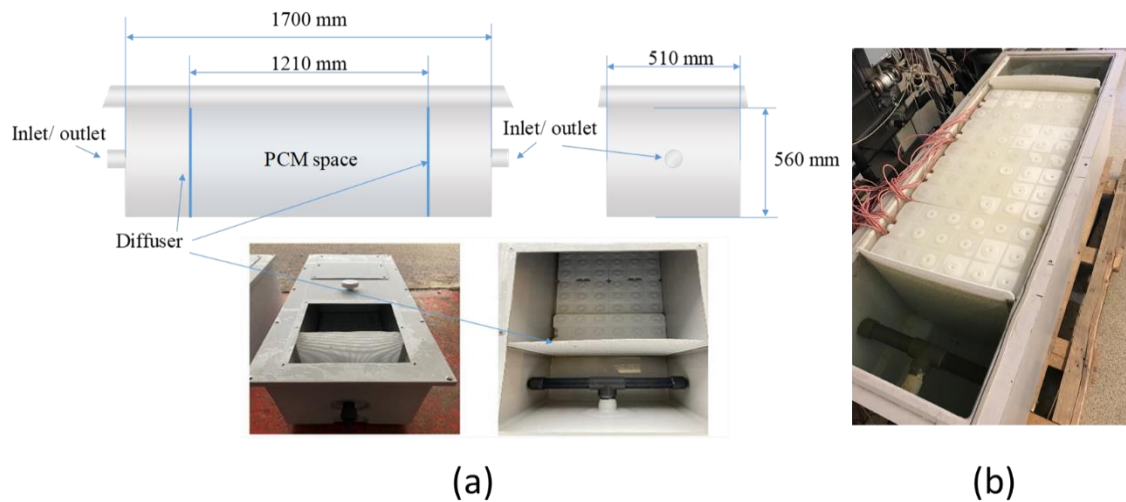 1700 mm
1210 mm
510 mm
Inlet/ outlet
Inlet/ outlet
PCM space
560 mm
Diffuser
(a)
(b)